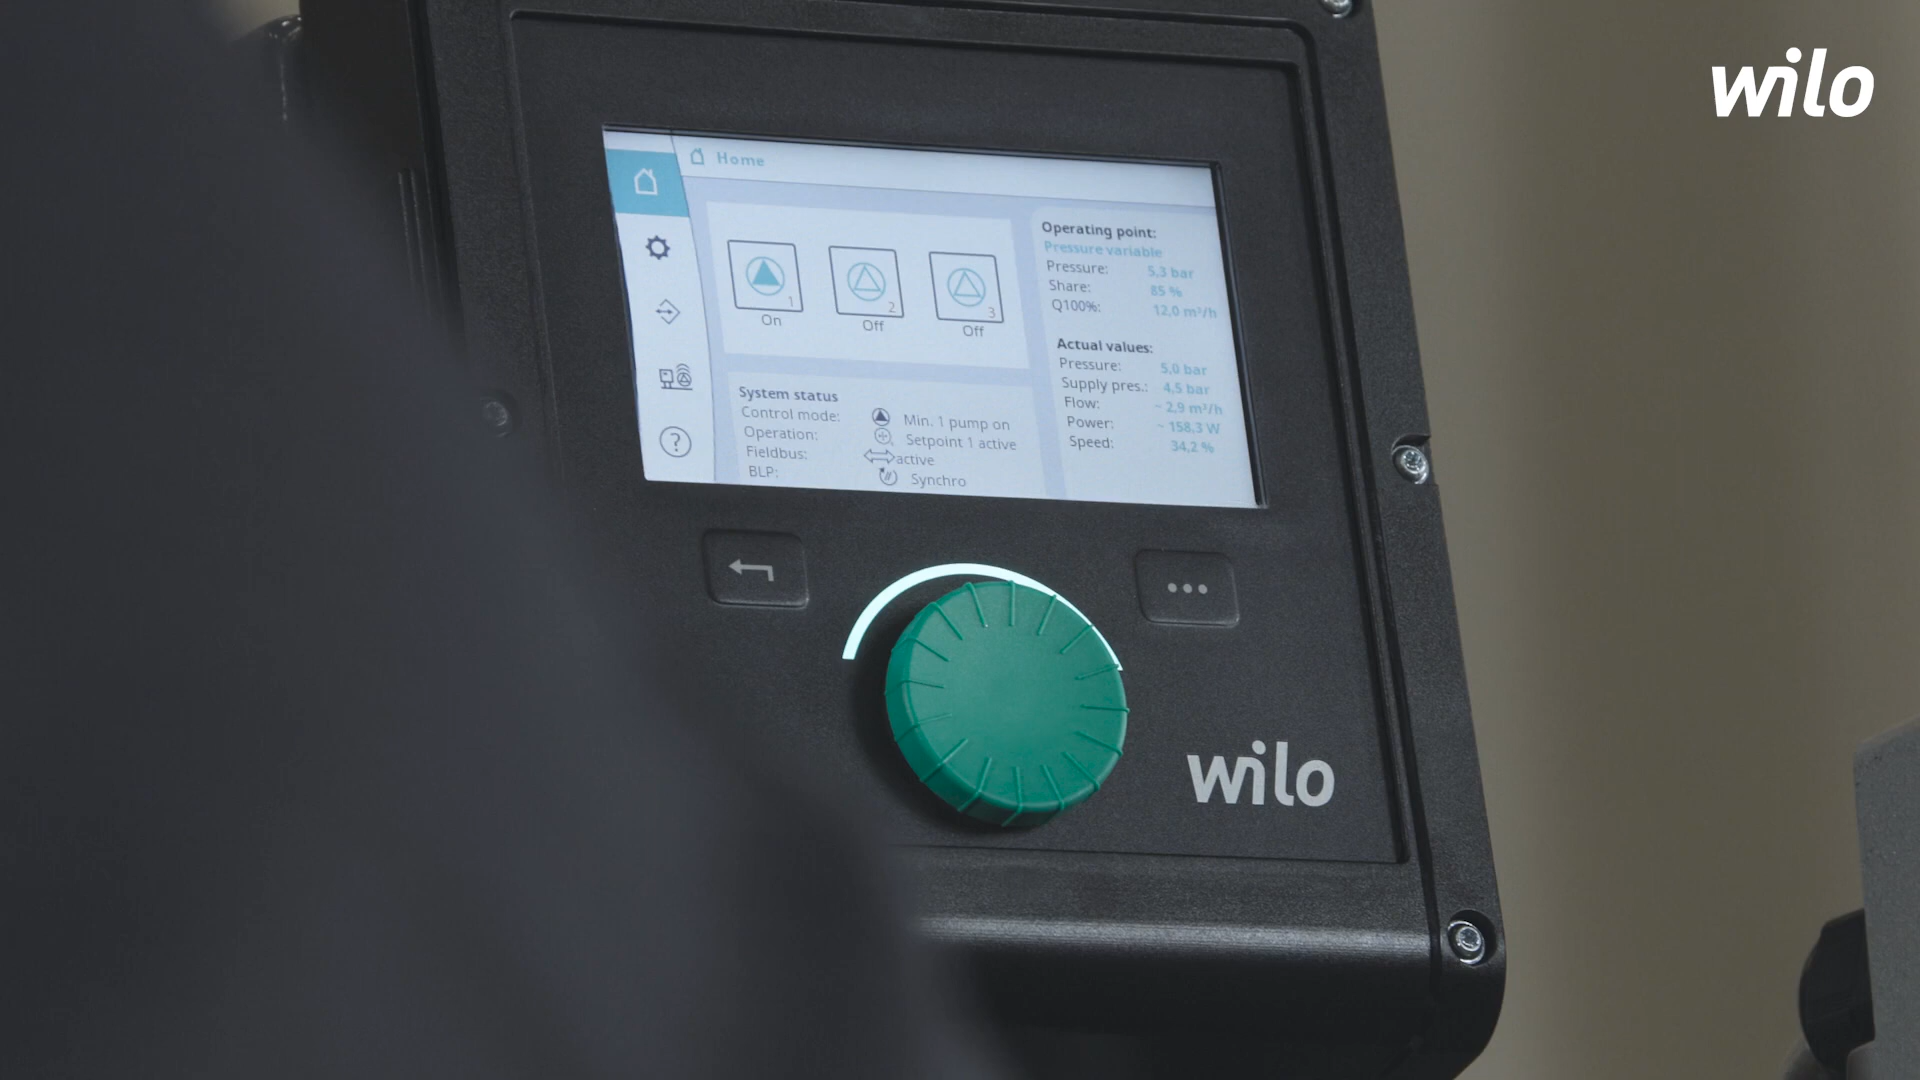 wilo
Home
1
On
2
Off
3
Off
Operating point:
Pressure variable
Pressure: 5,3 bar
Share: 85 %
Q100%: 12,0 m³/h
Actual values:
Pressure: 5,0 bar
Supply pres.: 4,5 bar
Flow: ~ 2,9 m³/h
Power: ~ 158,3 W
Speed: 34,2 %
System status
Control mode: Min. 1 pump on
Operation: Setpoint 1 active
Fieldbus: active
BLP: Synchro
?
wilo